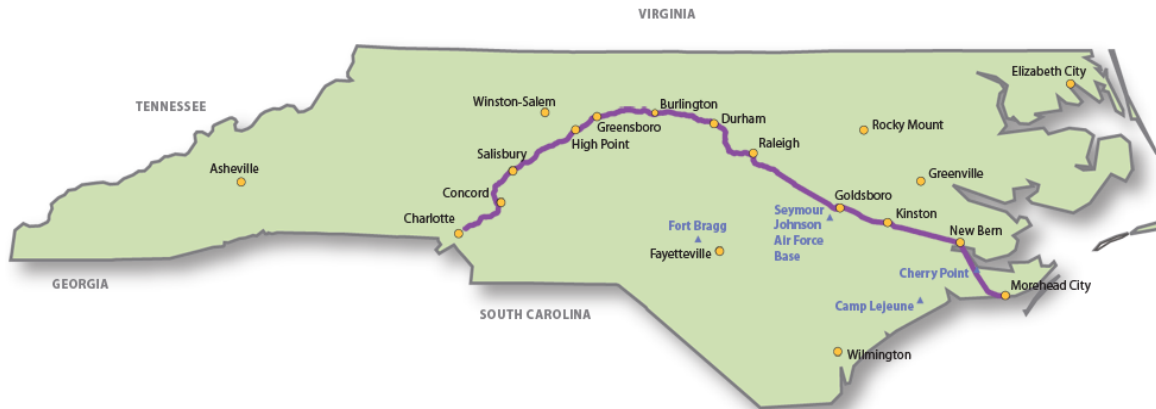 VIRGINIA
Elizabeth City
TENNESSEE
Winston-Salem
Burlington
Greensboro
Durham
Rocky Mount
High Point
Raleigh
Salisbury
Asheville
Greenville
Concord
Goldsboro
Charlotte
Seymour
Johnson
Air Force
Base
Kinston
Fort Bragg
New Bern
Fayetteville
Cherry Point
GEORGIA
Morehead City
Camp Lejeune
SOUTH CAROLINA
Wilmington